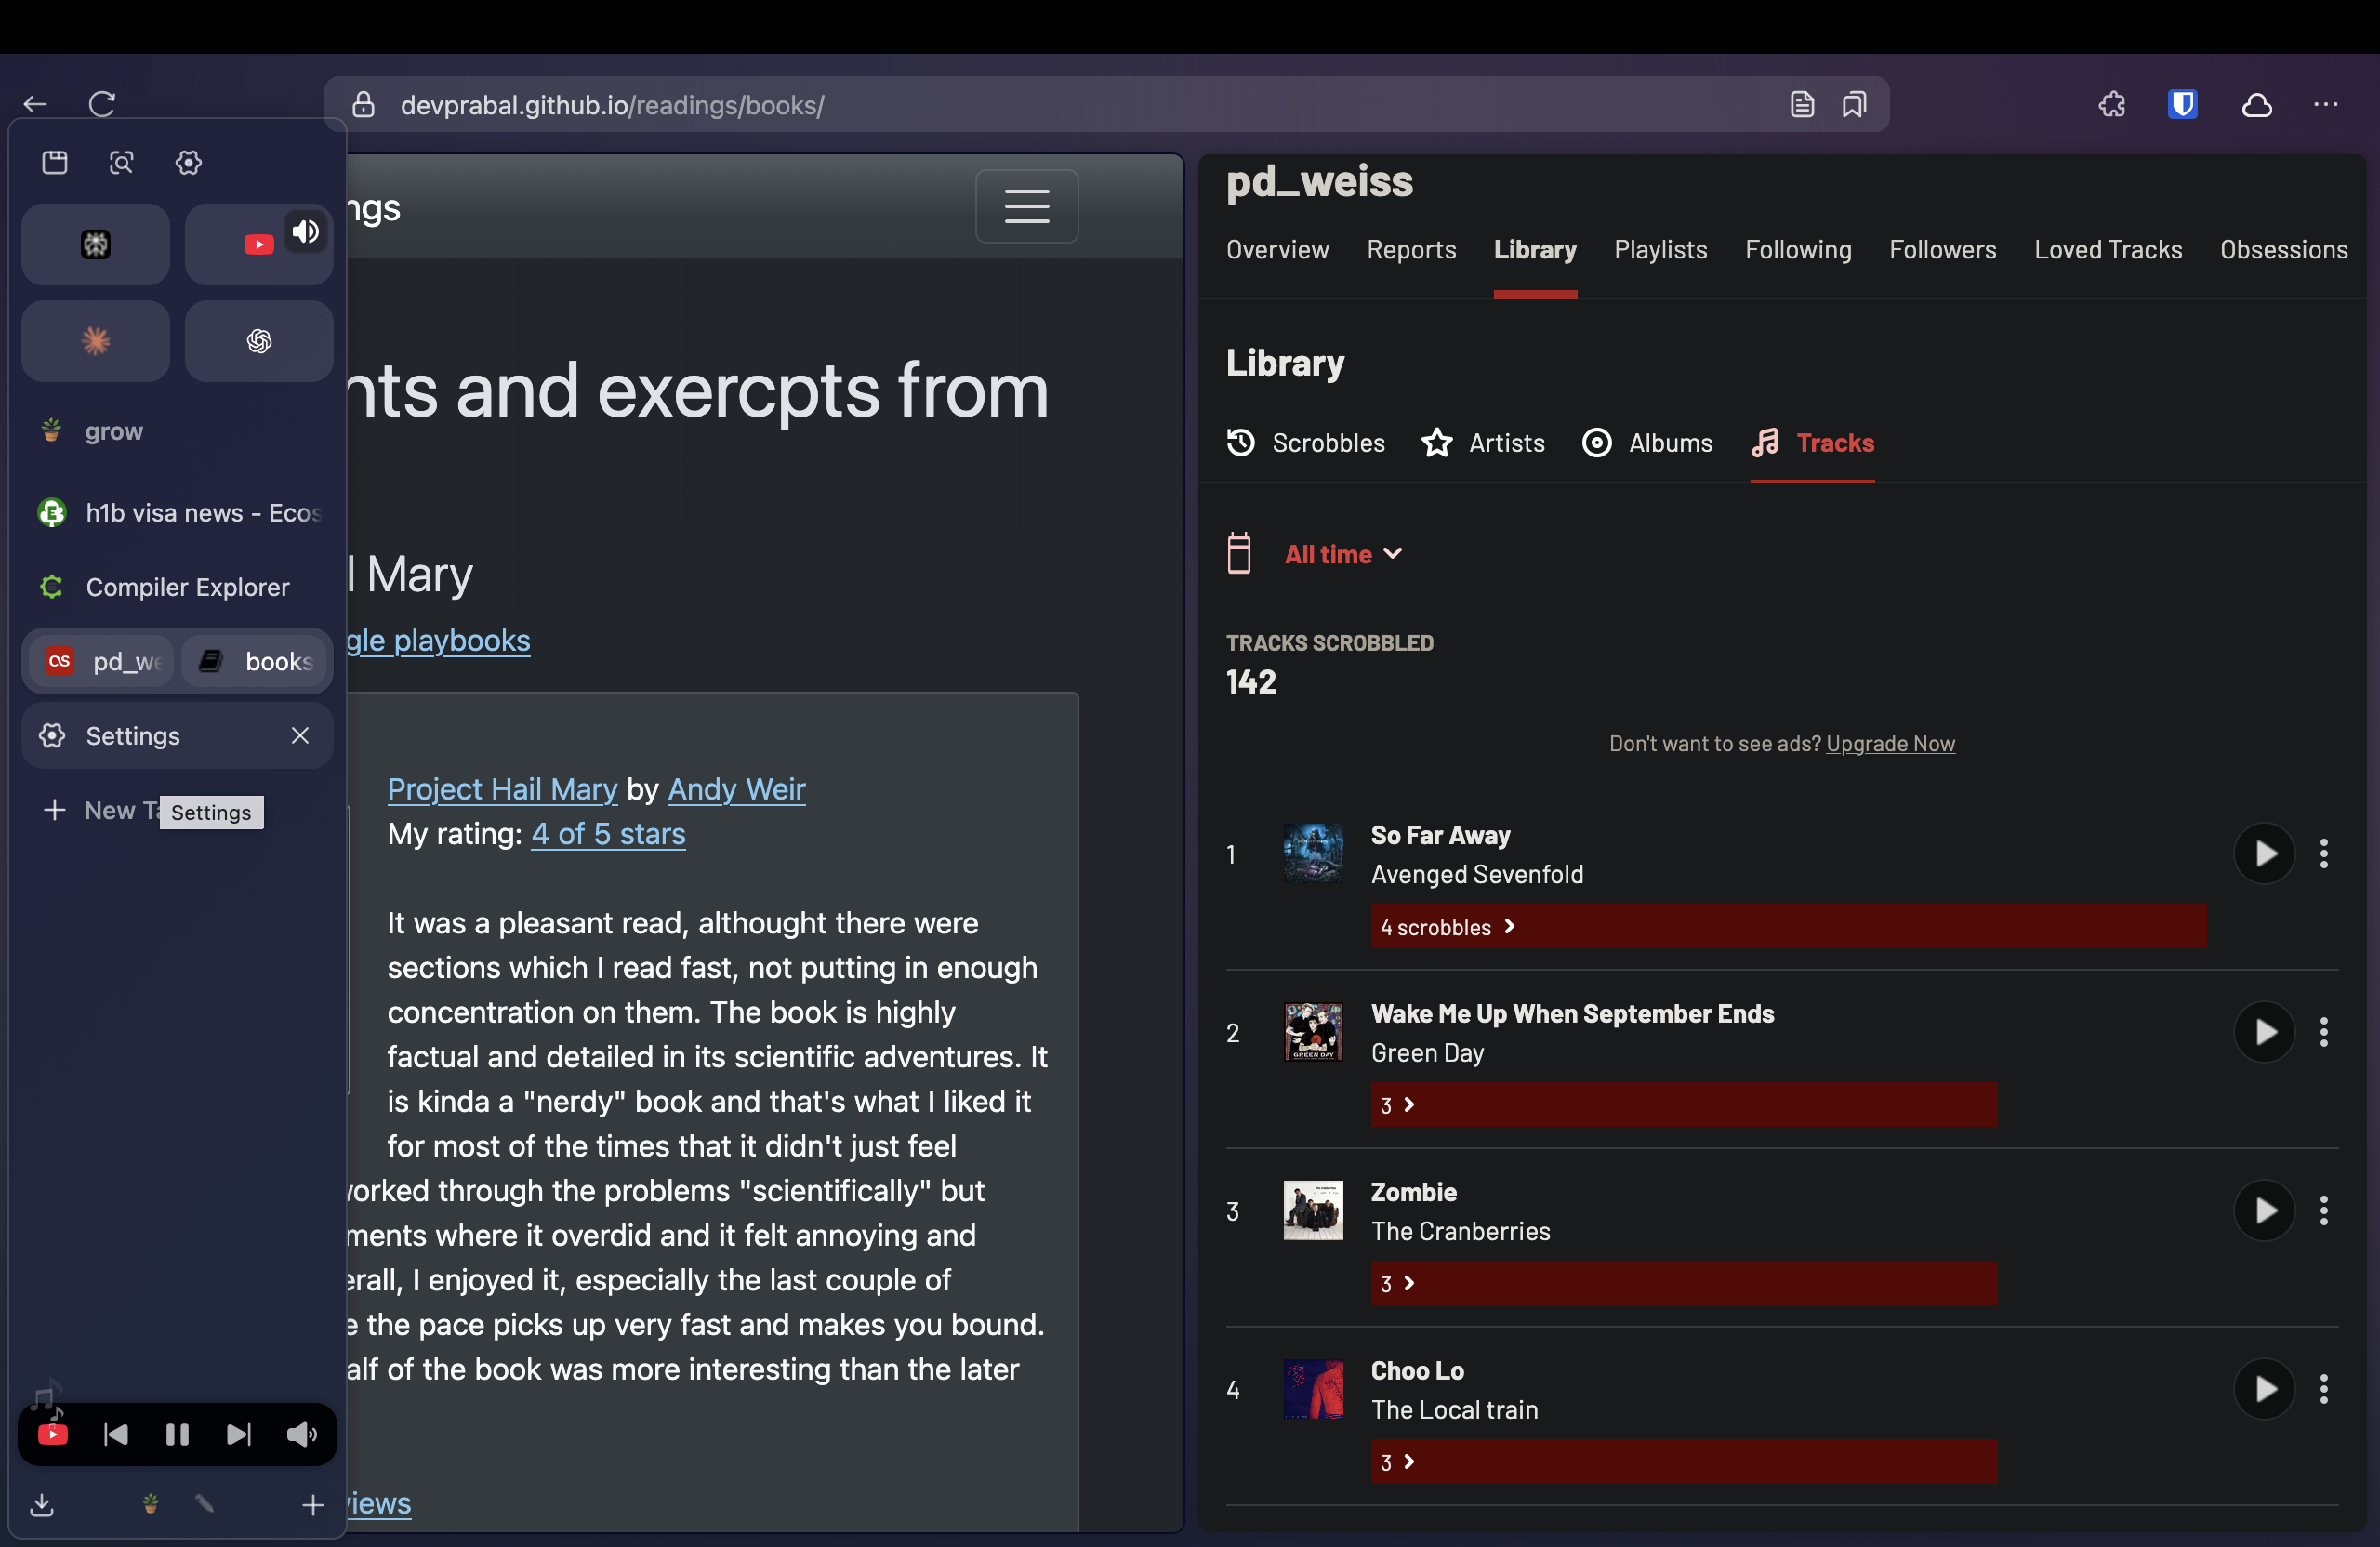 devprabal.github.io/readings/books/
grow
h1b visa news - Ecos
Compiler Explorer
pd_we
books
Settings
New Ta
Settings
ngs
nts and exercpts from
l Mary
gle playbooks
Project Hail Mary by Andy Weir
My rating: 4 of 5 stars
It was a pleasant read, althought there were
sections which I read fast, not putting in enough
concentration on them. The book is highly
factual and detailed in its scientific adventures. It
is kinda a "nerdy" book and that's what I liked it
for most of the times that it didn't just feel
worked through the problems "scientifically" but
ments where it overdid and it felt annoying and
erall, I enjoyed it, especially the last couple of
e the pace picks up very fast and makes you bound.
alf of the book was more interesting than the later
views
pd_weiss
Overview Reports Library Playlists Following Followers Loved Tracks Obsessions
Library
Scrobbles Artists Albums Tracks
All time
TRACKS SCROBBLED
142
Don't want to see ads? Upgrade Now
1
So Far Away
Avenged Sevenfold
4 scrobbles
2
GREEN DAY
Wake Me Up When September Ends
Green Day
3
3
Zombie
The Cranberries
3
4
Choo Lo
The Local train
3